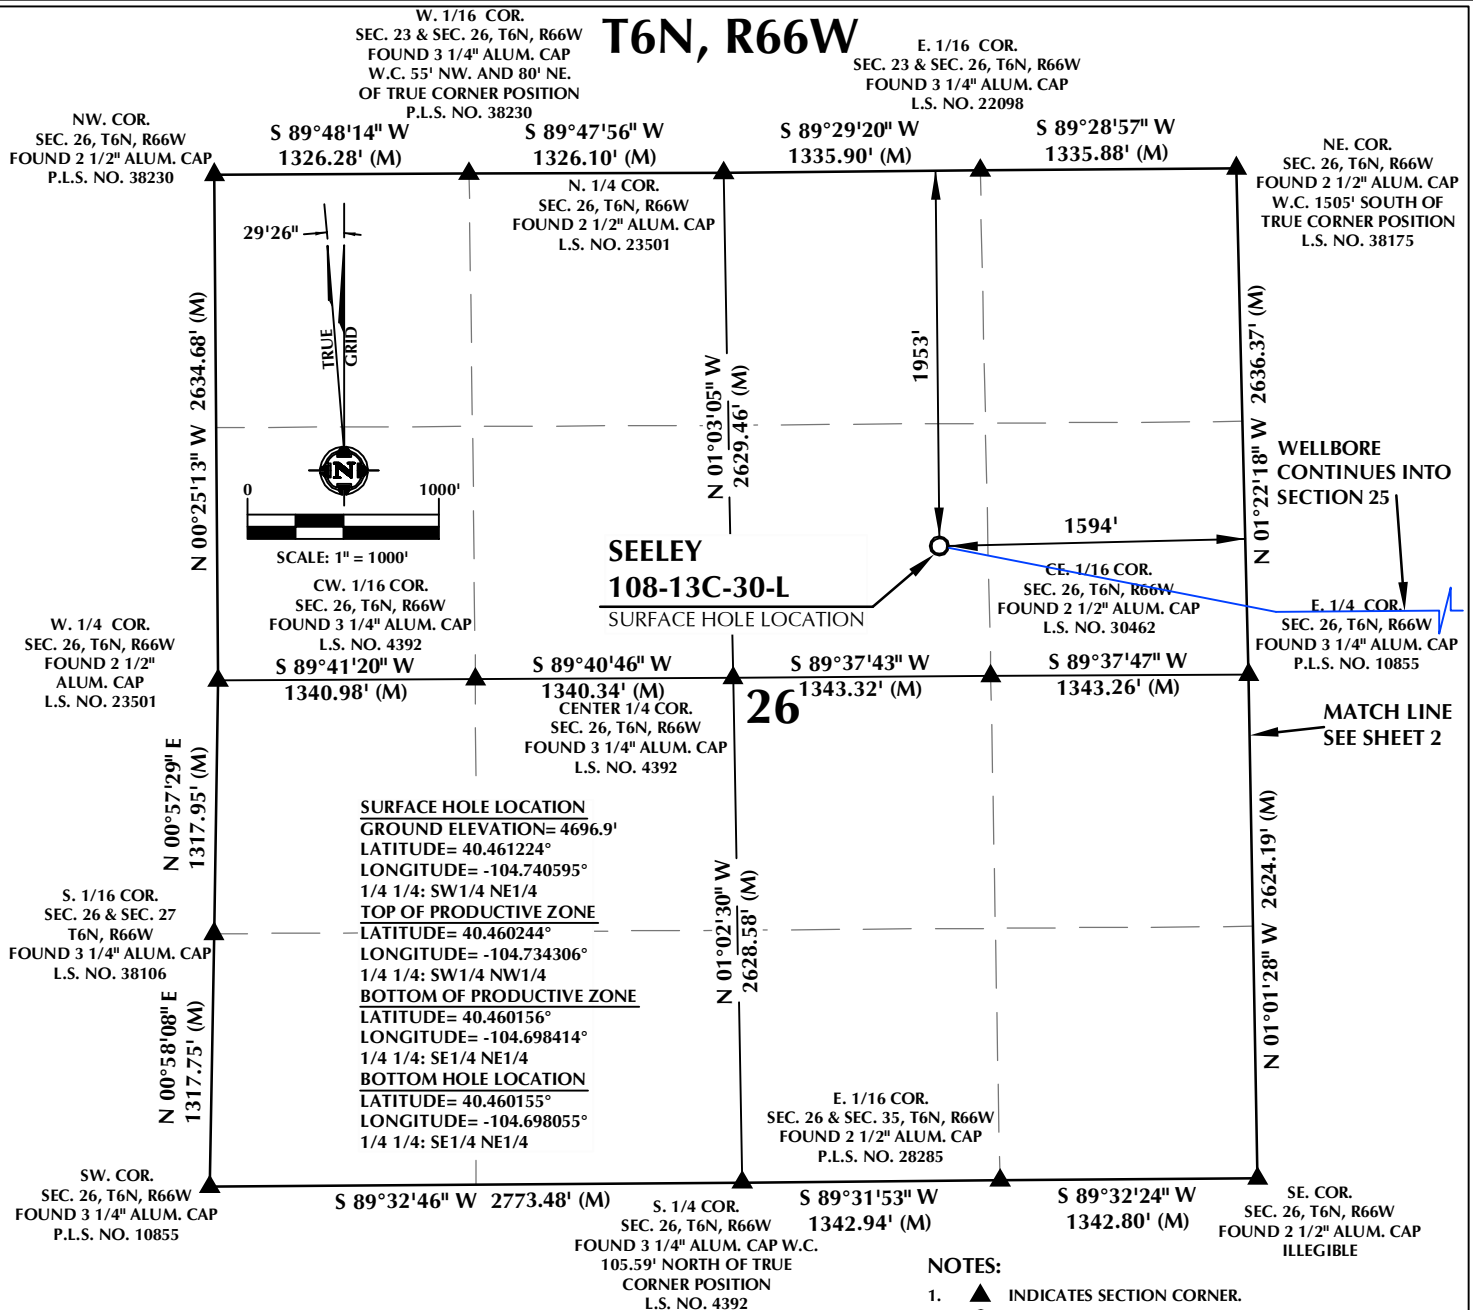 T6N, R66W
W. 1/16 COR.
SEC. 23 & SEC. 26, T6N, R66W
FOUND 3 1/4" ALUM. CAP
W.C. 55' NW. AND 80' NE.
OF TRUE CORNER POSITION
P.L.S. NO. 38230
E. 1/16 COR.
SEC. 23 & SEC. 26, T6N, R66W
FOUND 3 1/4" ALUM. CAP
L.S. NO. 22098
NW. COR.
SEC. 26, T6N, R66W
FOUND 2 1/2" ALUM. CAP
P.L.S. NO. 38230
S 89°48'14" W
1326.28' (M)
S 89°47'56" W
1326.10' (M)
S 89°29'20" W
1335.90' (M)
S 89°28'57" W
1335.88' (M)
NE. COR.
SEC. 26, T6N, R66W
FOUND 2 1/2" ALUM. CAP
W.C. 1505' SOUTH OF
TRUE CORNER POSITION
L.S. NO. 38175
N. 1/4 COR.
SEC. 26, T6N, R66W
FOUND 2 1/2" ALUM. CAP
L.S. NO. 23501
29'26"
TRUE
GRID
N
0 1000'
SCALE: 1" = 1000'
N 00°25'13" W 2634.68' (M)
N 01°03'05" W
2629.46' (M)
1953'
N 01°22'18" W 2636.37' (M)
WELLBORE
CONTINUES INTO
SECTION 25
1594'
SEELEY
108-13C-30-L
SURFACE HOLE LOCATION
CW. 1/16 COR.
SEC. 26, T6N, R66W
FOUND 3 1/4" ALUM. CAP
L.S. NO. 4392
CE. 1/16 COR.
SEC. 26, T6N, R66W
FOUND 2 1/2" ALUM. CAP
L.S. NO. 30462
E. 1/4 COR.
SEC. 26, T6N, R66W
FOUND 3 1/4" ALUM. CAP
P.L.S. NO. 10855
W. 1/4 COR.
SEC. 26, T6N, R66W
FOUND 2 1/2"
ALUM. CAP
L.S. NO. 23501
S 89°41'20" W
1340.98' (M)
S 89°40'46" W
1340.34' (M)
S 89°37'43" W
1343.32' (M)
S 89°37'47" W
1343.26' (M)
26
CENTER 1/4 COR.
SEC. 26, T6N, R66W
FOUND 3 1/4" ALUM. CAP
L.S. NO. 4392
MATCH LINE
SEE SHEET 2
N 00°57'29" E
1317.95' (M)
SURFACE HOLE LOCATION
GROUND ELEVATION= 4696.9'
LATITUDE= 40.461224°
LONGITUDE= -104.740595°
1/4 1/4: SW1/4 NE1/4
TOP OF PRODUCTIVE ZONE
LATITUDE= 40.460244°
LONGITUDE= -104.734306°
1/4 1/4: SW1/4 NW1/4
BOTTOM OF PRODUCTIVE ZONE
LATITUDE= 40.460156°
LONGITUDE= -104.698414°
1/4 1/4: SE1/4 NE1/4
BOTTOM HOLE LOCATION
LATITUDE= 40.460155°
LONGITUDE= -104.698055°
1/4 1/4: SE1/4 NE1/4
N 01°02'30" W
2628.58' (M)
N 01°01'28" W 2624.19' (M)
S. 1/16 COR.
SEC. 26 & SEC. 27
T6N, R66W
FOUND 3 1/4" ALUM. CAP
L.S. NO. 38106
N 00°58'08" E
1317.75' (M)
E. 1/16 COR.
SEC. 26 & SEC. 35, T6N, R66W
FOUND 2 1/2" ALUM. CAP
P.L.S. NO. 28285
SW. COR.
SEC. 26, T6N, R66W
FOUND 3 1/4" ALUM. CAP
P.L.S. NO. 10855
S 89°32'46" W 2773.48' (M)
S 89°31'53" W
1342.94' (M)
S 89°32'24" W
1342.80' (M)
S. 1/4 COR.
SEC. 26, T6N, R66W
FOUND 3 1/4" ALUM. CAP W.C.
105.59' NORTH OF TRUE
CORNER POSITION
L.S. NO. 4392
SE. COR.
SEC. 26, T6N, R66W
FOUND 2 1/2" ALUM. CAP
ILLEGIBLE
NOTES:
1. ▲ INDICATES SECTION CORNER.